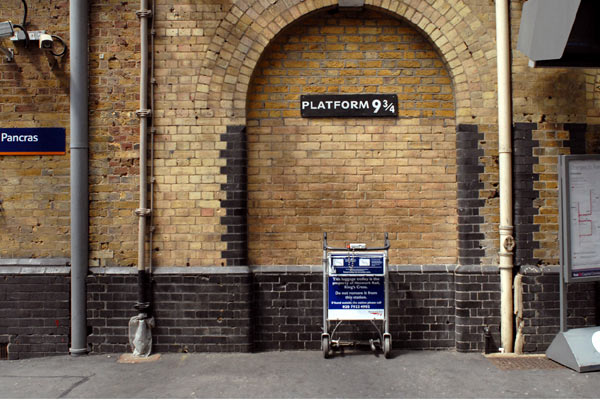 PLATFORM 9¾
Pancras
This luggage trolley is the
property of Network Rail,
King's Cross.
Do not remove it from
this station.